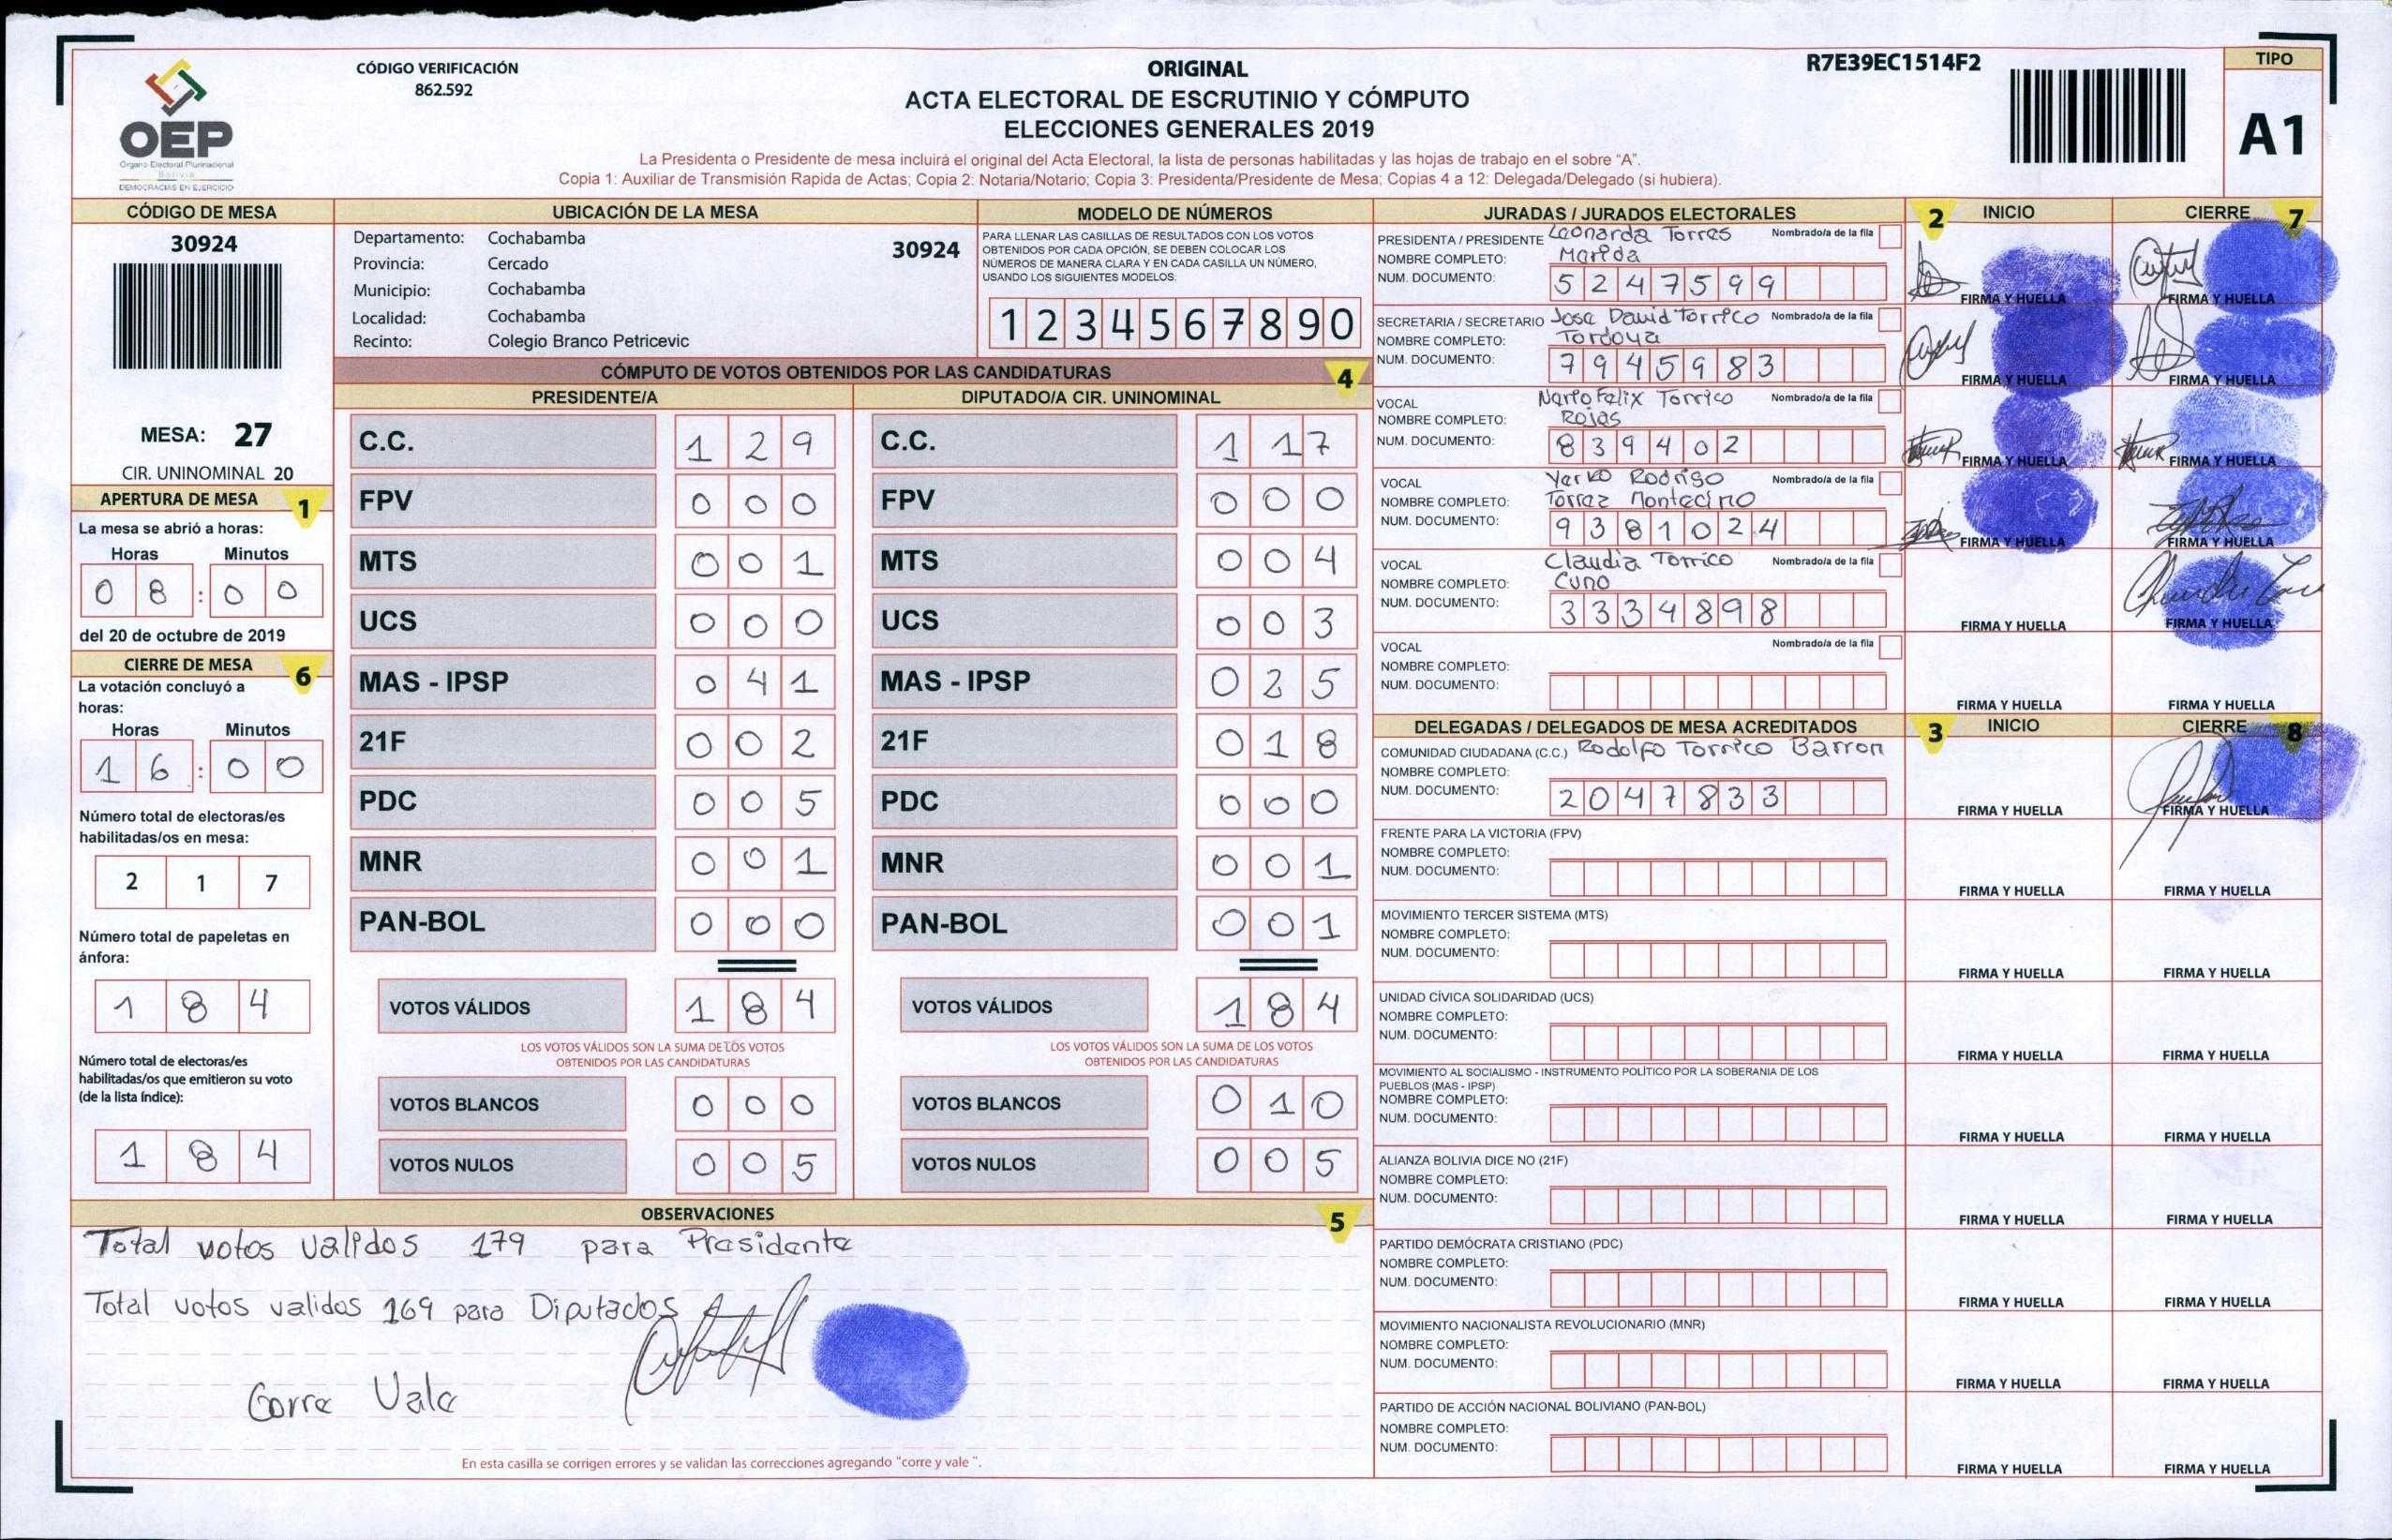 CÓDIGO VERIFICACIÓN
862.592
ORIGINAL
ACTA ELECTORAL DE ESCRUTINIO Y CÓMPUTO
ELECCIONES GENERALES 2019
La Presidenta o Presidente de mesa incluirá el original del Acta Electoral, la lista de personas habilitadas y las hojas de trabajo en el sobre "A".
Copia 1: Auxiliar de Transmisión Rapida de Actas; Copia 2: Notaria/Notario; Copia 3: Presidenta/Presidente de Mesa; Copias 4 a 12: Delegada/Delegado (si hubiera).
R7E39EC1514F2
TIPO
A1
OEP
Órgano Electoral Plurinacional
Bolivia
DEMOCRACIAS EN EJERCICIO
CÓDIGO DE MESA
30924
MESA: 27
CIR. UNINOMINAL 20
APERTURA DE MESA 1
La mesa se abrió a horas:
Horas Minutos
0 8 : 0 0
del 20 de octubre de 2019
CIERRE DE MESA 6
La votación concluyó a
horas:
Horas Minutos
1 6 : 0 0
Número total de electoras/es
habilitadas/os en mesa:
2 1 7
Número total de papeletas en
ánfora:
1 8 4
Número total de electoras/es
habilitadas/os que emitieron su voto
(de la lista índice):
1 8 4
UBICACIÓN DE LA MESA
Departamento: Cochabamba 30924
Provincia: Cercado
Municipio: Cochabamba
Localidad: Cochabamba
Recinto: Colegio Branco Petricevic
MODELO DE NÚMEROS
PARA LLENAR LAS CASILLAS DE RESULTADOS CON LOS VOTOS
OBTENIDOS POR CADA OPCIÓN, SE DEBEN COLOCAR LOS
NÚMEROS DE MANERA CLARA Y EN CADA CASILLA UN NÚMERO,
USANDO LOS SIGUIENTES MODELOS:
1 2 3 4 5 6 7 8 9 0
CÓMPUTO DE VOTOS OBTENIDOS POR LAS CANDIDATURAS 4
PRESIDENTE/A
C.C. 1 2 9
FPV 0 0 0
MTS 0 0 1
UCS 0 0 0
MAS - IPSP 0 4 1
21F 0 0 2
PDC 0 0 5
MNR 0 0 1
PAN-BOL 0 0 0
VOTOS VÁLIDOS 1 8 4
LOS VOTOS VÁLIDOS SON LA SUMA DE LOS VOTOS
OBTENIDOS POR LAS CANDIDATURAS
VOTOS BLANCOS 0 0 0
VOTOS NULOS 0 0 5
DIPUTADO/A CIR. UNINOMINAL
C.C. 1 1 7
FPV 0 0 0
MTS 0 0 4
UCS 0 0 3
MAS - IPSP 0 2 5
21F 0 1 8
PDC 0 0 0
MNR 0 0 1
PAN-BOL 0 0 1
VOTOS VÁLIDOS 1 8 4
LOS VOTOS VÁLIDOS SON LA SUMA DE LOS VOTOS
OBTENIDOS POR LAS CANDIDATURAS
VOTOS BLANCOS 0 1 0
VOTOS NULOS 0 0 5
OBSERVACIONES 5
Total votos validos 179 para Presidente
Total votos validos 169 para Diputados
Corre Vale
En esta casilla se corrigen errores y se validan las correcciones agregando "corre y vale ".
JURADAS / JURADOS ELECTORALES 2 INICIO CIERRE 7
PRESIDENTA / PRESIDENTE Leonarda Torres Nombrado/a de la fila
NOMBRE COMPLETO: Marida
NUM. DOCUMENTO: 5 2 4 7 5 9 9
FIRMA Y HUELLA FIRMA Y HUELLA
SECRETARIA / SECRETARIO Jose David Torrico Nombrado/a de la fila
NOMBRE COMPLETO: Tordoya
NUM. DOCUMENTO: 7 9 4 5 9 8 3
FIRMA Y HUELLA FIRMA Y HUELLA
VOCAL Felix Torrico Nombrado/a de la fila
NOMBRE COMPLETO: Rojas
NUM. DOCUMENTO: 8 3 9 4 0 2
FIRMA Y HUELLA FIRMA Y HUELLA
VOCAL Yarko Rodrigo Nombrado/a de la fila
NOMBRE COMPLETO: Torrez Montecino
NUM. DOCUMENTO: 9 3 8 1 0 2 4
FIRMA Y HUELLA FIRMA Y HUELLA
VOCAL Claudia Torrico Nombrado/a de la fila
NOMBRE COMPLETO: Cuno
NUM. DOCUMENTO: 3 3 3 4 8 9 8
FIRMA Y HUELLA FIRMA Y HUELLA
VOCAL Nombrado/a de la fila
NOMBRE COMPLETO:
NUM. DOCUMENTO:
FIRMA Y HUELLA FIRMA Y HUELLA
DELEGADAS / DELEGADOS DE MESA ACREDITADOS 3 INICIO CIERRE 8
COMUNIDAD CIUDADANA (C.C.) Rodolfo Torrico Barron
NOMBRE COMPLETO:
NUM. DOCUMENTO: 2 0 4 7 8 3 3
FIRMA Y HUELLA FIRMA Y HUELLA
FRENTE PARA LA VICTORIA (FPV)
NOMBRE COMPLETO:
NUM. DOCUMENTO:
FIRMA Y HUELLA FIRMA Y HUELLA
MOVIMIENTO TERCER SISTEMA (MTS)
NOMBRE COMPLETO:
NUM. DOCUMENTO:
FIRMA Y HUELLA FIRMA Y HUELLA
UNIDAD CÍVICA SOLIDARIDAD (UCS)
NOMBRE COMPLETO:
NUM. DOCUMENTO:
FIRMA Y HUELLA FIRMA Y HUELLA
MOVIMIENTO AL SOCIALISMO - INSTRUMENTO POLÍTICO POR LA SOBERANIA DE LOS
PUEBLOS (MAS - IPSP)
NOMBRE COMPLETO:
NUM. DOCUMENTO:
FIRMA Y HUELLA FIRMA Y HUELLA
ALIANZA BOLIVIA DICE NO (21F)
NOMBRE COMPLETO:
NUM. DOCUMENTO:
FIRMA Y HUELLA FIRMA Y HUELLA
PARTIDO DEMÓCRATA CRISTIANO (PDC)
NOMBRE COMPLETO:
NUM. DOCUMENTO:
FIRMA Y HUELLA FIRMA Y HUELLA
MOVIMIENTO NACIONALISTA REVOLUCIONARIO (MNR)
NOMBRE COMPLETO:
NUM. DOCUMENTO:
FIRMA Y HUELLA FIRMA Y HUELLA
PARTIDO DE ACCIÓN NACIONAL BOLIVIANO (PAN-BOL)
NOMBRE COMPLETO:
NUM. DOCUMENTO:
FIRMA Y HUELLA FIRMA Y HUELLA